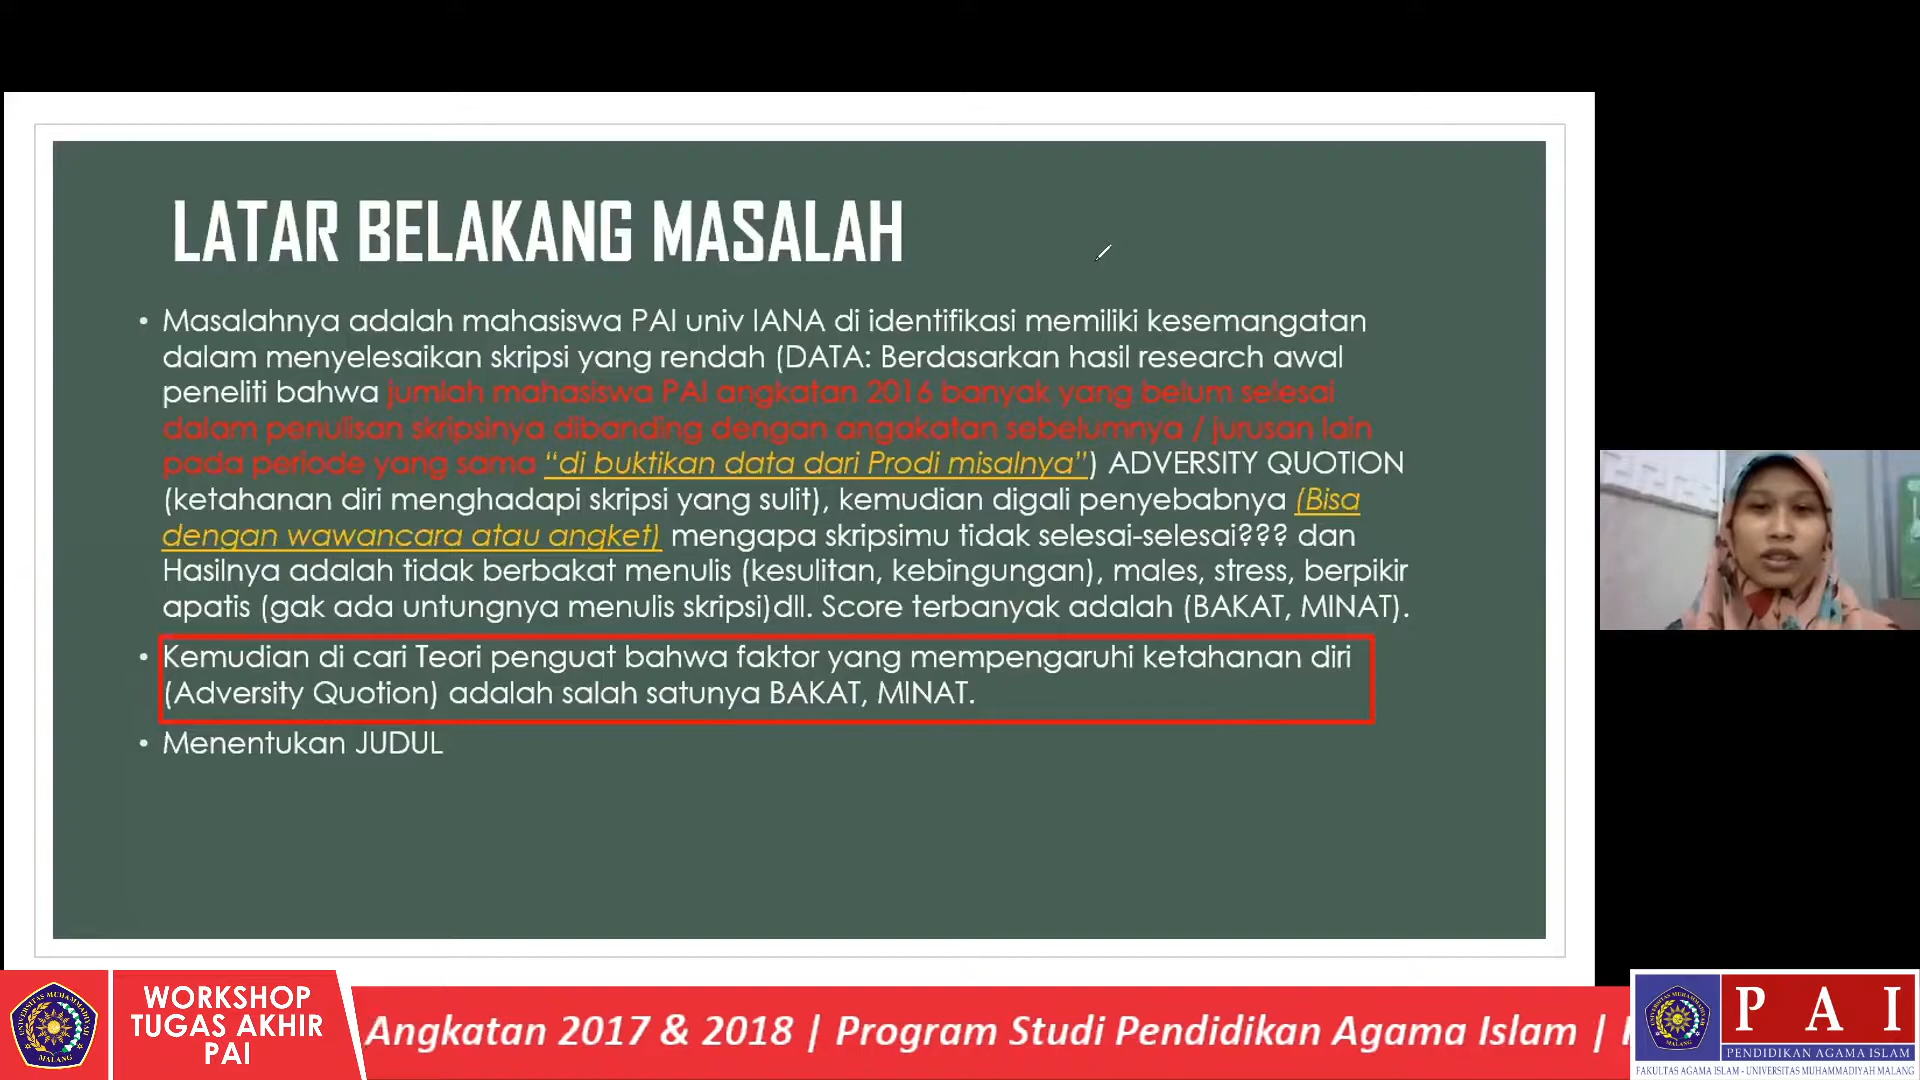 LATAR BELAKANG MASALAH
• Masalahnya adalah mahasiswa PAI univ IANA di identifikasi memiliki kesemangatan
dalam menyelesaikan skripsi yang rendah (DATA: Berdasarkan hasil research awal
peneliti bahwa jumlah mahasiswa PAI angkatan 2016 banyak yang belum selesai
dalam penulisan skripsinya dibanding dengan angakatan sebelumnya / jurusan lain
pada periode yang sama “di buktikan data dari Prodi misalnya”) ADVERSITY QUOTION
(ketahanan diri menghadapi skripsi yang sulit), kemudian digali penyebabnya (Bisa
dengan wawancara atau angket) mengapa skripsimu tidak selesai-selesai??? dan
Hasilnya adalah tidak berbakat menulis (kesulitan, kebingungan), males, stress, berpikir
apatis (gak ada untungnya menulis skripsi)dll. Score terbanyak adalah (BAKAT, MINAT).
• Kemudian di cari Teori penguat bahwa faktor yang mempengaruhi ketahanan diri
(Adversity Quotion) adalah salah satunya BAKAT, MINAT.
• Menentukan JUDUL
WORKSHOP
TUGAS AKHIR
PAI
Angkatan 2017 & 2018 | Program Studi Pendidikan Agama Islam |
UNIVERSITAS MUHAMMADIYAH
MALANG
PAI
PENDIDIKAN AGAMA ISLAM
FAKULTAS AGAMA ISLAM - UNIVERSITAS MUHAMMADIYAH MALANG